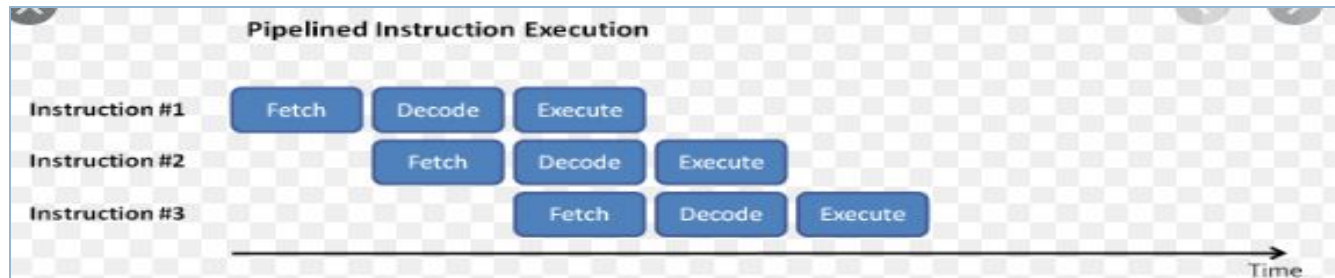 Pipelined Instruction Execution
Instruction #1 Fetch Decode Execute
Instruction #2 Fetch Decode Execute
Instruction #3 Fetch Decode Execute
Time